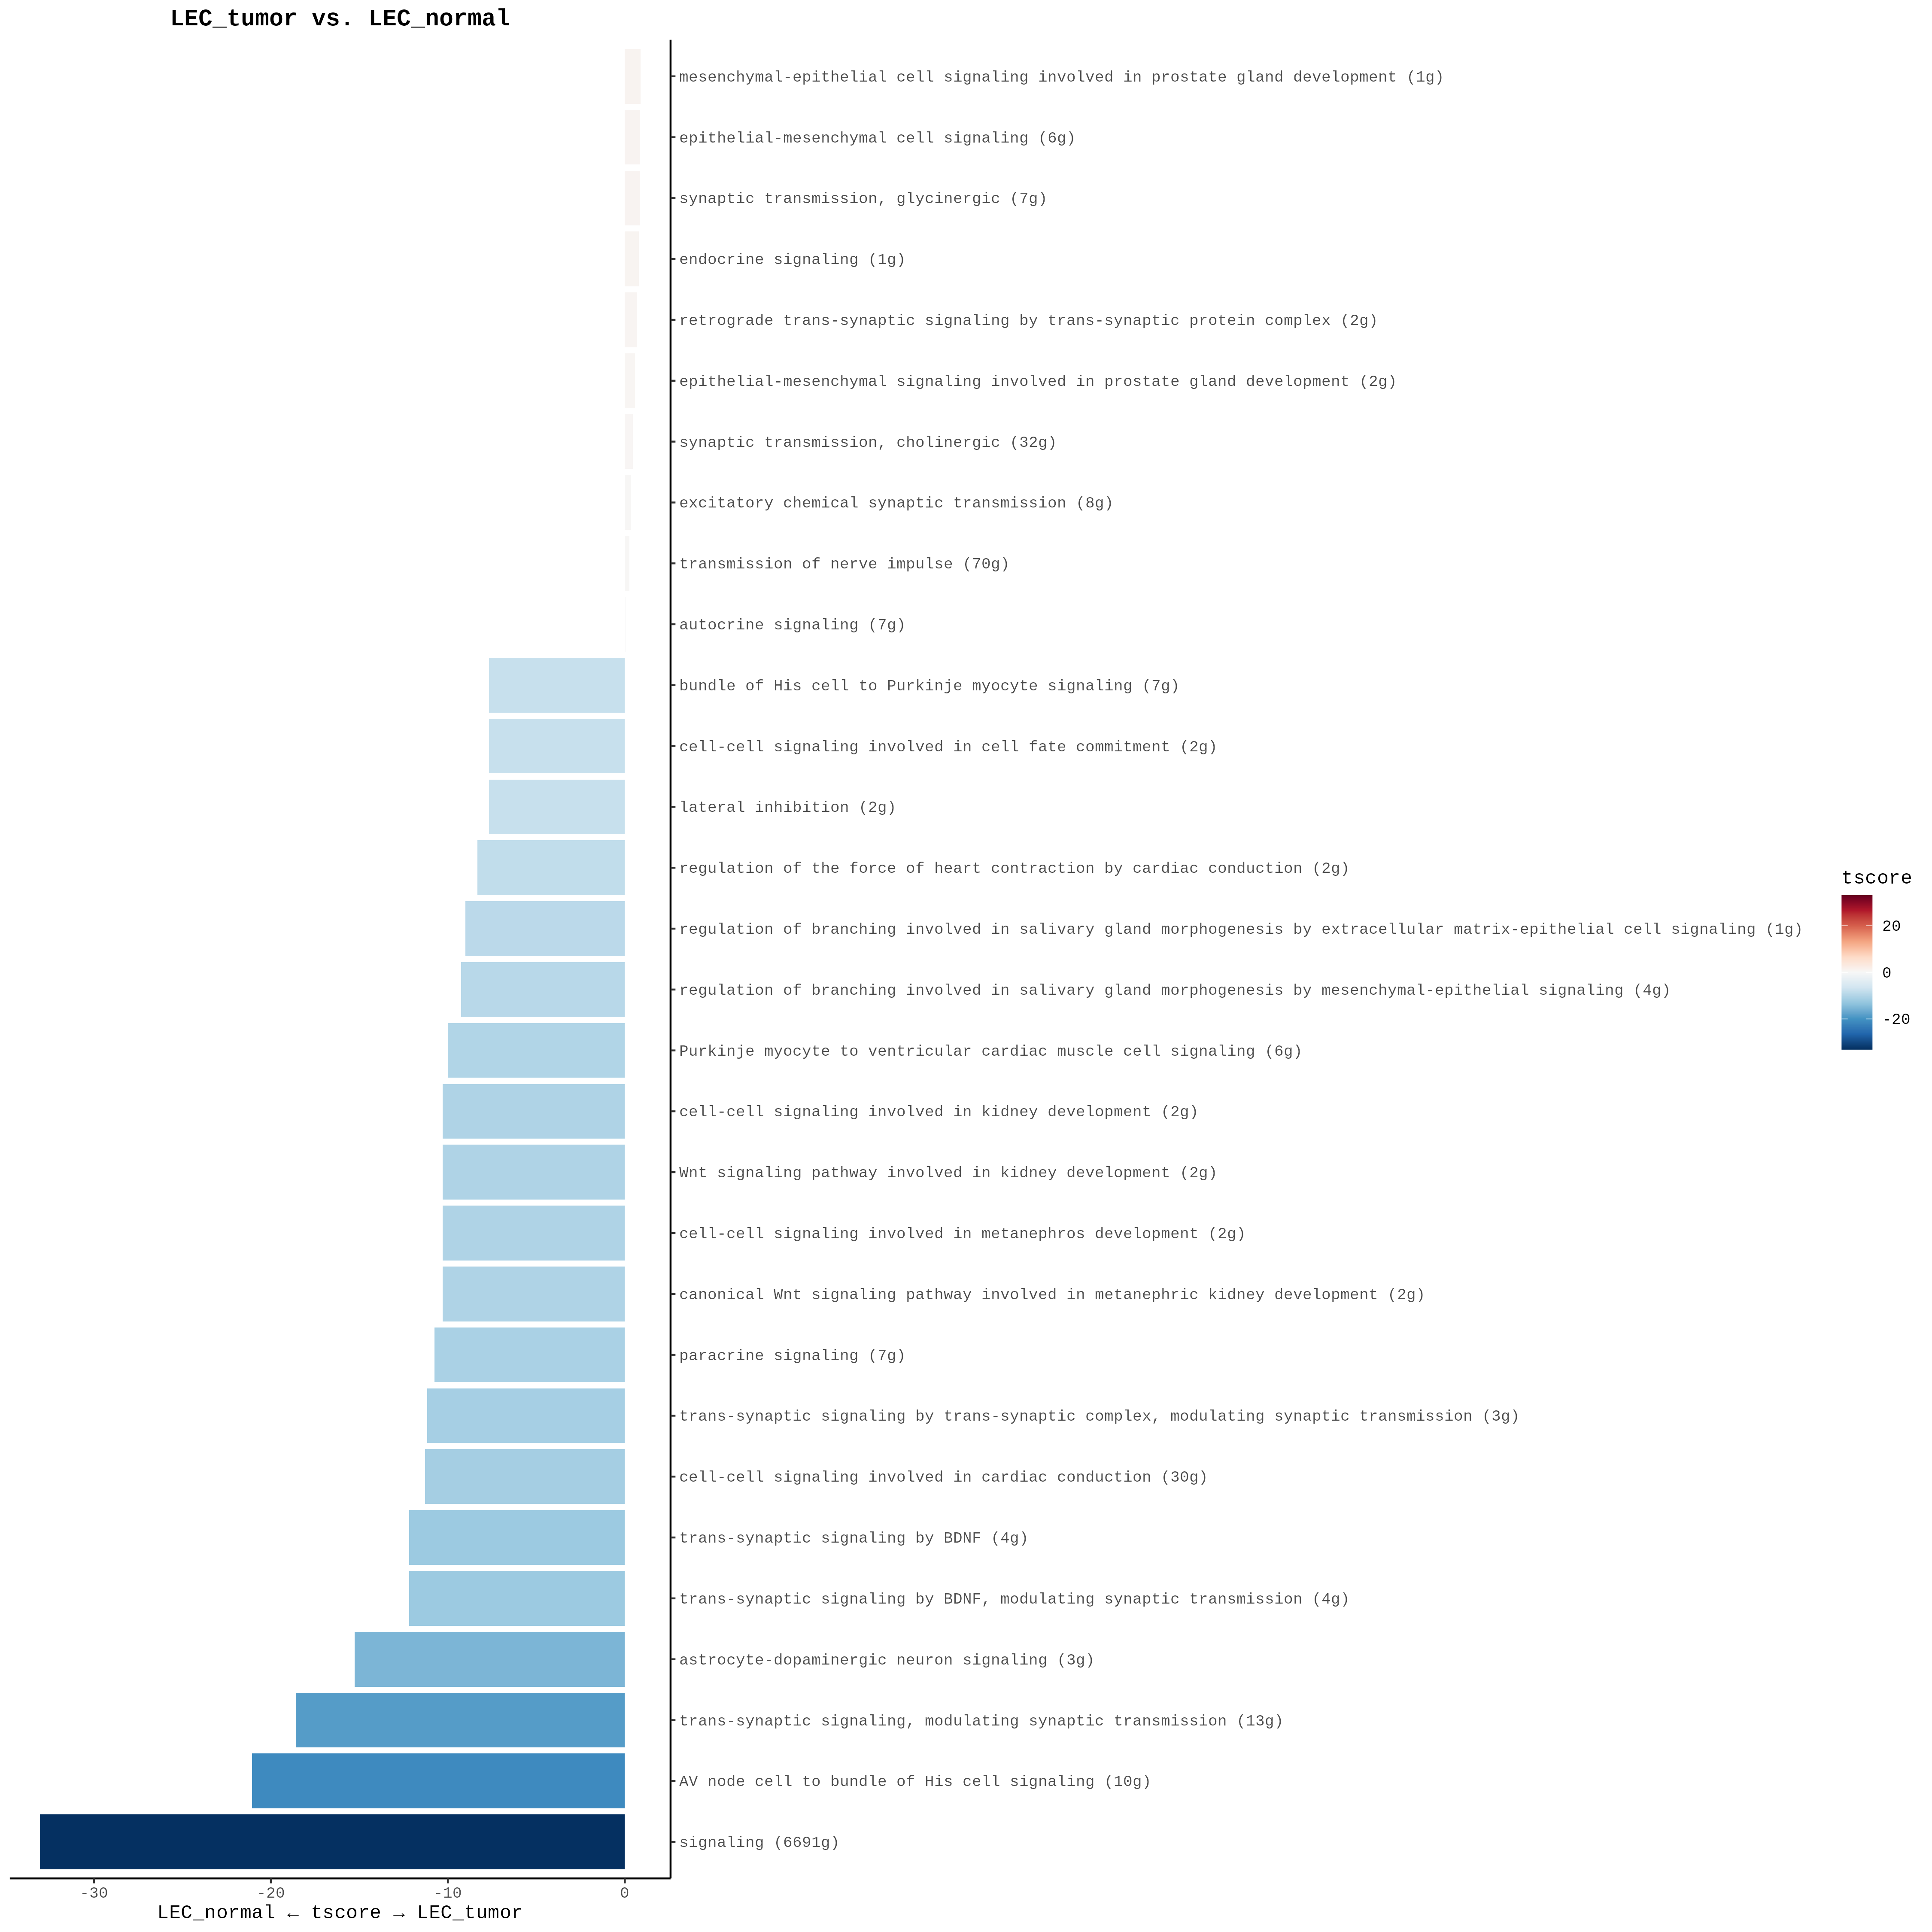 LEC_tumor vs. LEC_normal
mesenchymal-epithelial cell signaling involved in prostate gland development (1g)
epithelial-mesenchymal cell signaling (6g)
synaptic transmission, glycinergic (7g)
endocrine signaling (1g)
retrograde trans-synaptic signaling by trans-synaptic protein complex (2g)
epithelial-mesenchymal signaling involved in prostate gland development (2g)
synaptic transmission, cholinergic (32g)
excitatory chemical synaptic transmission (8g)
transmission of nerve impulse (70g)
autocrine signaling (7g)
bundle of His cell to Purkinje myocyte signaling (7g)
cell-cell signaling involved in cell fate commitment (2g)
lateral inhibition (2g)
regulation of the force of heart contraction by cardiac conduction (2g)
regulation of branching involved in salivary gland morphogenesis by extracellular matrix-epithelial cell signaling (1g)
regulation of branching involved in salivary gland morphogenesis by mesenchymal-epithelial signaling (4g)
Purkinje myocyte to ventricular cardiac muscle cell signaling (6g)
cell-cell signaling involved in kidney development (2g)
Wnt signaling pathway involved in kidney development (2g)
cell-cell signaling involved in metanephros development (2g)
canonical Wnt signaling pathway involved in metanephric kidney development (2g)
paracrine signaling (7g)
trans-synaptic signaling by trans-synaptic complex, modulating synaptic transmission (3g)
cell-cell signaling involved in cardiac conduction (30g)
trans-synaptic signaling by BDNF (4g)
trans-synaptic signaling by BDNF, modulating synaptic transmission (4g)
astrocyte-dopaminergic neuron signaling (3g)
trans-synaptic signaling, modulating synaptic transmission (13g)
AV node cell to bundle of His cell signaling (10g)
signaling (6691g)
-30 -20 -10 0
LEC_normal ← tscore → LEC_tumor
tscore
20
0
-20